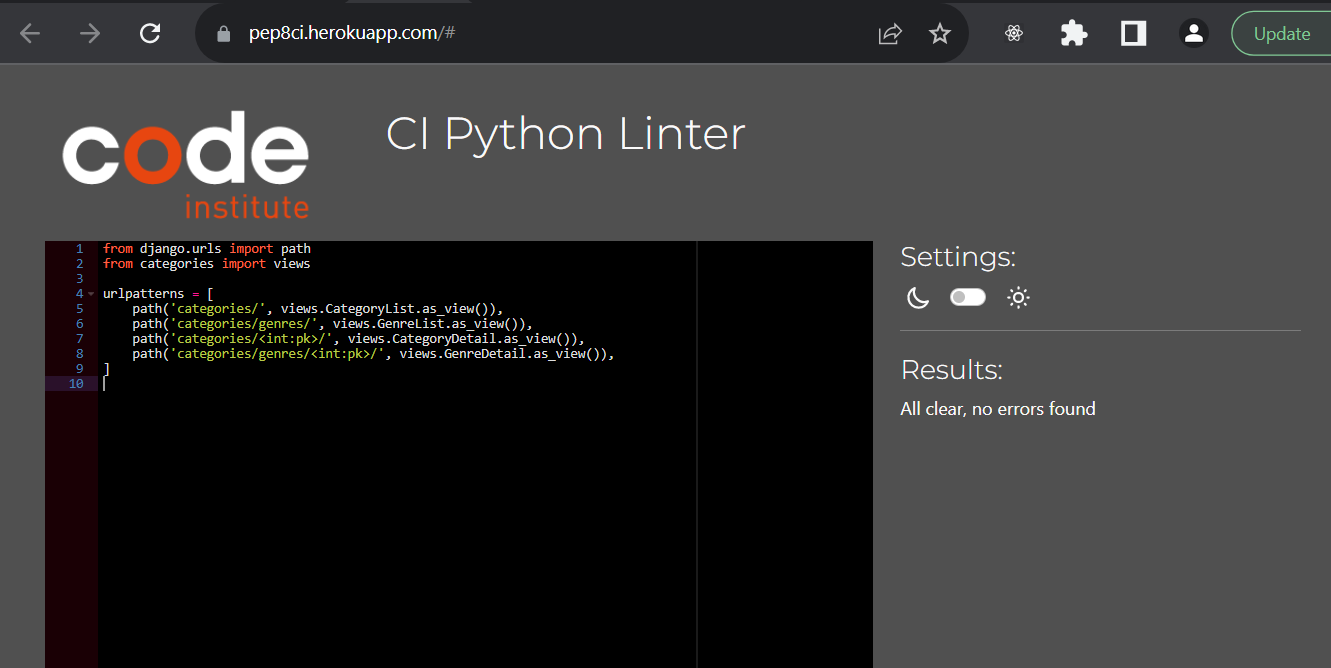 pep8ci.herokuapp.com/#
Update
code
institute
CI Python Linter
1 from django.urls import path
2 from categories import views
3
4 urlpatterns = [
5     path('categories/', views.CategoryList.as_view()),
6     path('categories/genres/', views.GenreList.as_view()),
7     path('categories/<int:pk>/', views.CategoryDetail.as_view()),
8     path('categories/genres/<int:pk>/', views.GenreDetail.as_view()),
9 ]
10
Settings:
Results:
All clear, no errors found